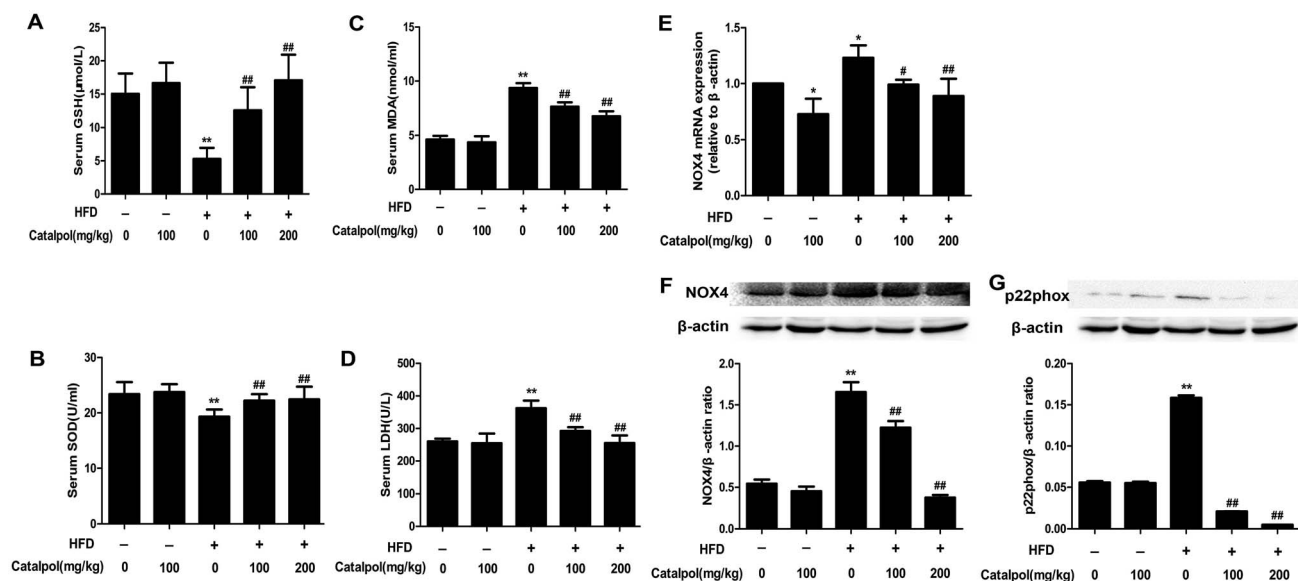 A
Serum GSH(μmol/L)
25
20
15
10
5
0
**
##
##
HFD – – + + +
Catalpol(mg/kg) 0 100 0 100 200
C
Serum MDA(nmol/ml)
15
10
5
0
**
##
##
HFD – – + + +
Catalpol(mg/kg) 0 100 0 100 200
E
NOX4 mRNA expression
(relative to β -actin)
1.5
1.0
0.5
0.0
*
*
#
##
HFD – – + + +
Catalpol(mg/kg) 0 100 0 100 200
B
Serum SOD(U/ml)
30
20
10
0
**
##
##
HFD – – + + +
Catalpol(mg/kg) 0 100 0 100 200
D
Serum LDH(U/L)
500
400
300
200
100
0
**
##
##
HFD – – + + +
Catalpol(mg/kg) 0 100 0 100 200
F
NOX4
β-actin
NOX4/β -actin ratio
2.0
1.5
1.0
0.5
0.0
**
##
##
HFD – – + + +
Catalpol(mg/kg) 0 100 0 100 200
G
p22phox
β-actin
p22phox/β -actin ratio
0.20
0.15
0.10
0.05
0.00
**
##
##
HFD – – + + +
Catalpol(mg/kg) 0 100 0 100 200